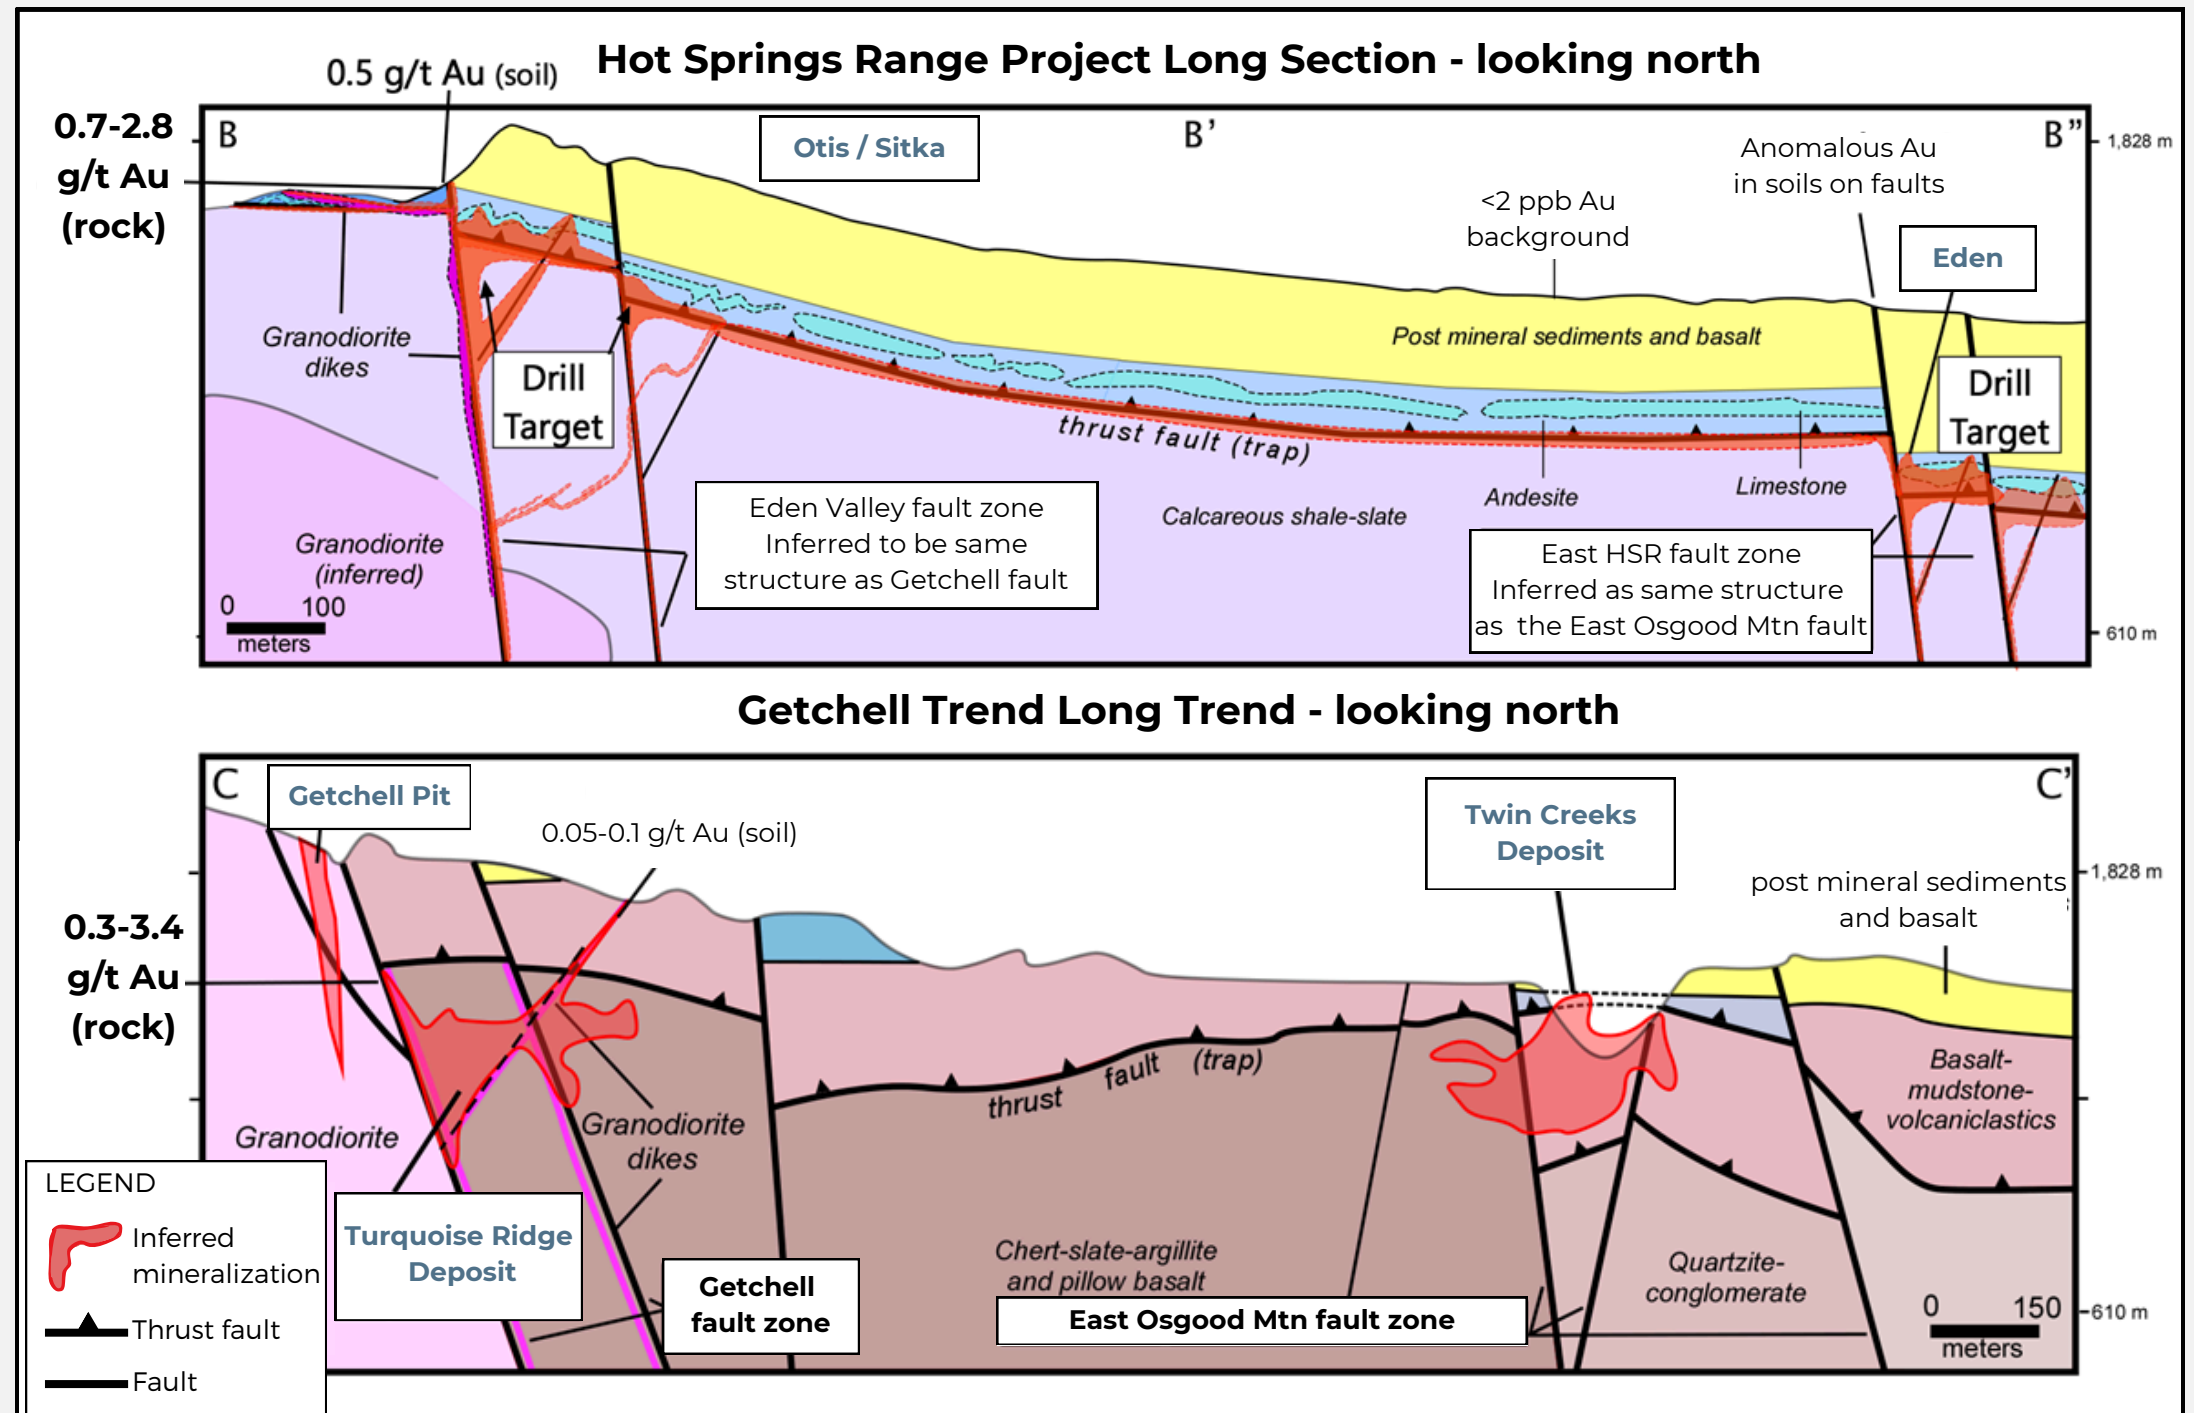 Hot Springs Range Project Long Section - looking north
0.5 g/t Au (soil)
0.7-2.8
g/t Au
(rock)
B
Otis / Sitka
B'
B"
1,828 m
Anomalous Au
in soils on faults
<2 ppb Au
background
Eden
Granodiorite
dikes
Drill
Target
Post mineral sediments and basalt
Drill
Target
thrust fault (trap)
Andesite
Limestone
Calcareous shale-slate
Eden Valley fault zone
Inferred to be same
structure as Getchell fault
East HSR fault zone
Inferred as same structure
as the East Osgood Mtn fault
Granodiorite
(inferred)
0 100
meters
610 m
Getchell Trend Long Trend - looking north
C
C'
Getchell Pit
0.05-0.1 g/t Au (soil)
Twin Creeks
Deposit
1,828 m
post mineral sediments
and basalt
0.3-3.4
g/t Au
(rock)
thrust fault (trap)
Basalt-
mudstone-
volcaniclastics
Granodiorite
Granodiorite
dikes
Turquoise Ridge
Deposit
Getchell
fault zone
Chert-slate-argillite
and pillow basalt
East Osgood Mtn fault zone
Quartzite-
conglomerate
0 150
meters
610 m
LEGEND
Inferred
mineralization
Thrust fault
Fault